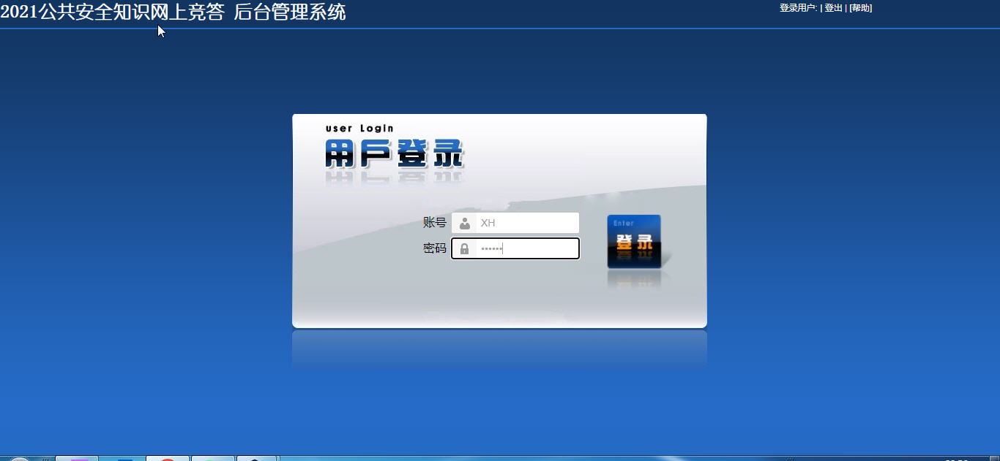 2021公共安全知识网上竞答 后台管理系统
登录用户: | 登出 | [帮助]
user Login
用戶登录
账号 XH
密码 ••••••
Enter
登录